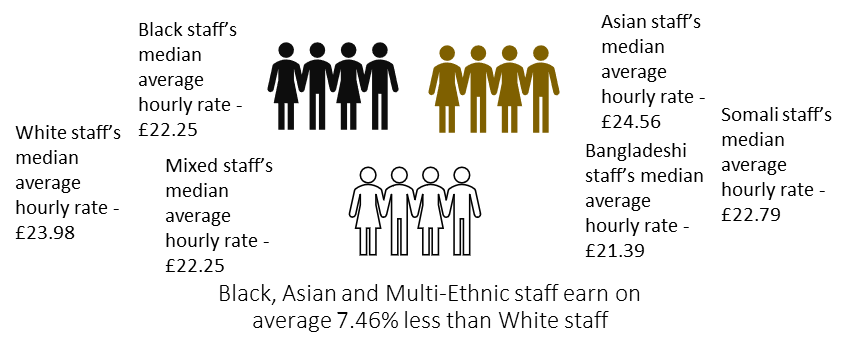 Black staff's
median
average
hourly rate -
£22.25
Asian staff's
median
average
hourly rate -
£24.56
White staff's
median
average
hourly rate -
£23.98
Mixed staff's
median
average
hourly rate -
£22.25
Bangladeshi
staff's median
average
hourly rate -
£21.39
Somali staff's
median
average
hourly rate -
£22.79
Black, Asian and Multi-Ethnic staff earn on
average 7.46% less than White staff